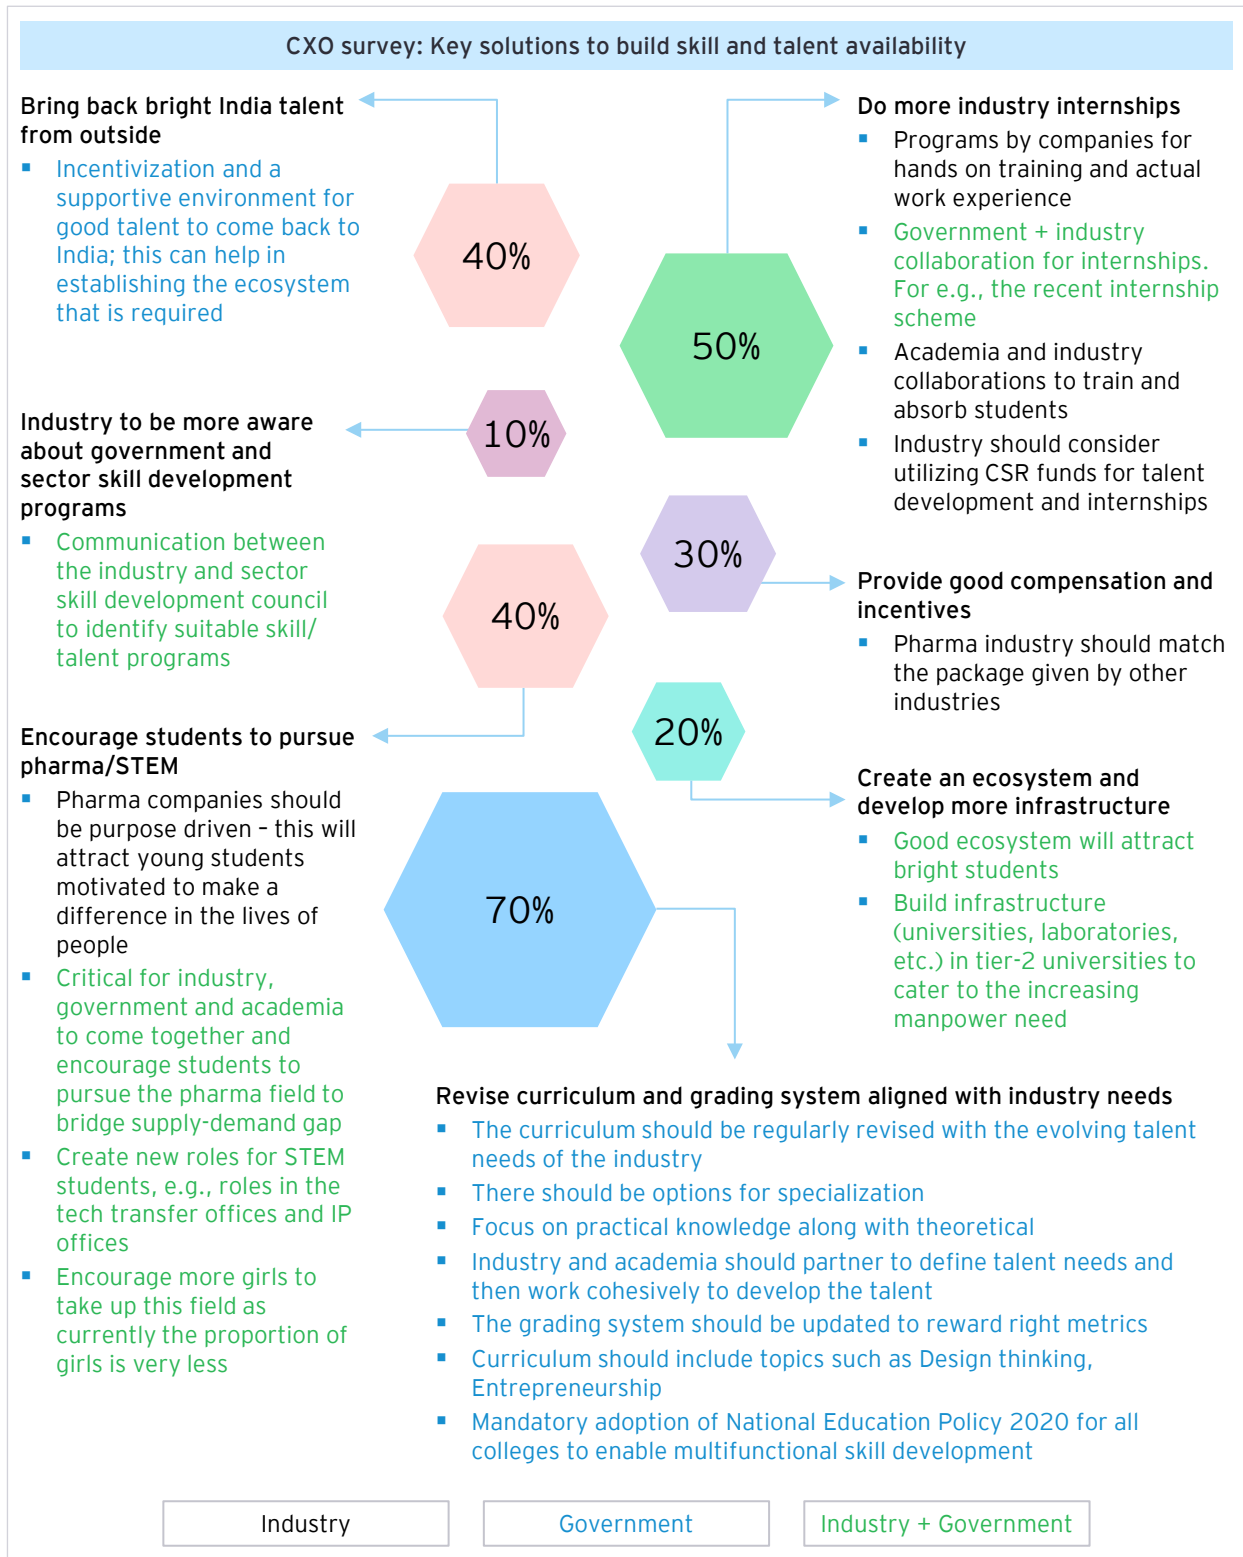 CXO survey: Key solutions to build skill and talent availability
Bring back bright India talent
from outside
▪ Incentivization and a
supportive environment for
good talent to come back to
India; this can help in
establishing the ecosystem
that is required
40%
Do more industry internships
▪ Programs by companies for
hands on training and actual
work experience
▪ Government + industry
collaboration for internships.
For e.g., the recent internship
scheme
▪ Academia and industry
collaborations to train and
absorb students
▪ Industry should consider
utilizing CSR funds for talent
development and internships
50%
Industry to be more aware
about government and
sector skill development
programs
▪ Communication between
the industry and sector
skill development council
to identify suitable skill/
talent programs
10%
30%
Provide good compensation and
incentives
▪ Pharma industry should match
the package given by other
industries
40%
Encourage students to pursue
pharma/STEM
▪ Pharma companies should
be purpose driven – this will
attract young students
motivated to make a
difference in the lives of
people
▪ Critical for industry,
government and academia
to come together and
encourage students to
pursue the pharma field to
bridge supply-demand gap
▪ Create new roles for STEM
students, e.g., roles in the
tech transfer offices and IP
offices
▪ Encourage more girls to
take up this field as
currently the proportion of
girls is very less
20%
Create an ecosystem and
develop more infrastructure
▪ Good ecosystem will attract
bright students
▪ Build infrastructure
(universities, laboratories,
etc.) in tier-2 universities to
cater to the increasing
manpower need
70%
Revise curriculum and grading system aligned with industry needs
▪ The curriculum should be regularly revised with the evolving talent
needs of the industry
▪ There should be options for specialization
▪ Focus on practical knowledge along with theoretical
▪ Industry and academia should partner to define talent needs and
then work cohesively to develop the talent
▪ The grading system should be updated to reward right metrics
▪ Curriculum should include topics such as Design thinking,
Entrepreneurship
▪ Mandatory adoption of National Education Policy 2020 for all
colleges to enable multifunctional skill development
Industry
Government
Industry + Government